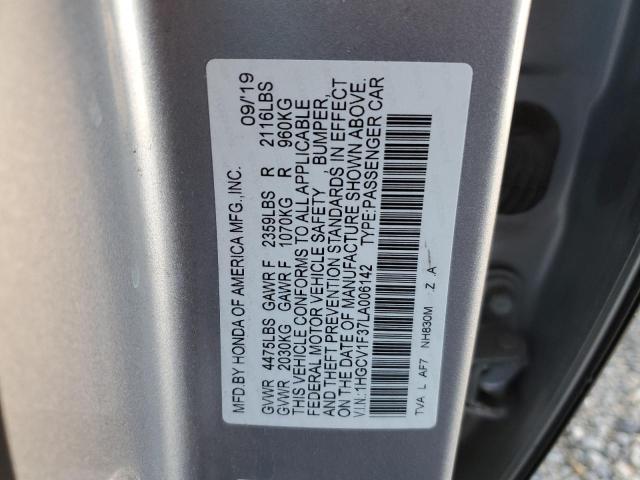 MFD.BY HONDA OF AMERICA MFG.,INC. 09/19
GVWR 4475LBS GAWR F 2359LBS R 2116LBS
GVWR 2030KG GAWR F 1070KG R 960KG
THIS VEHICLE CONFORMS TO ALL APPLICABLE
FEDERAL MOTOR VEHICLE SAFETY , BUMPER,
AND THEFT PREVENTION STANDARDS IN EFFECT
ON THE DATE OF MANUFACTURE SHOWN ABOVE.
V.I.N.:1HGCV1F37LA006142 TYPE:PASSENGER CAR
TVA L AF7 NH830M Z A